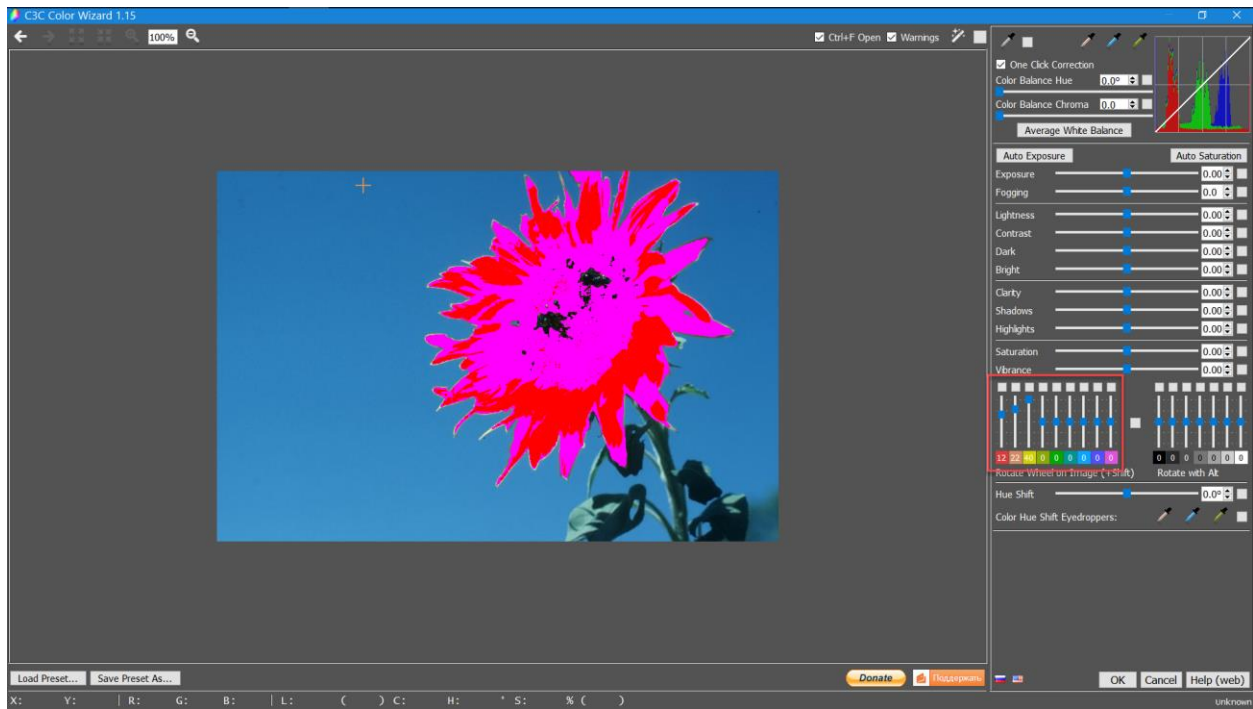 C3C Color Wizard 1.15
100%
Ctrl+F Open Warnings
One Click Correction
Color Balance Hue 0.0°
Color Balance Chroma 0.0
Average White Balance
Auto Exposure Auto Saturation
Exposure 0.00
Fogging 0.0
Lightness 0.00
Contrast 0.00
Dark 0.00
Bright 0.00
Clarity 0.00
Shadows 0.00
Highlights 0.00
Saturation 0.00
Vibrance 0.00
12 22 40 0 0 0 0 0 0 0 0 0 0 0 0 0
Rotate Wheel on Image (+Shift) Rotate with Alt
Hue Shift 0.0°
Color Hue Shift Eyedroppers:
Load Preset... Save Preset As... Donate Поддержать OK Cancel Help (web)
X: Y: | R: G: B: | L: ( ) C: H: ° S: % ( ) Unknown